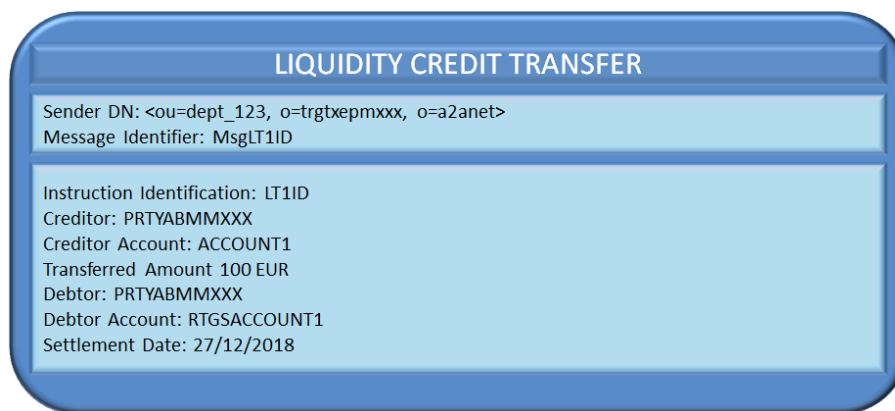 LIQUIDITY CREDIT TRANSFER
Sender DN: <ou=dept_123, o=trgtxepmxxx, o=a2anet>
Message Identifier: MsgLT1ID
Instruction Identification: LT1ID
Creditor: PRTYABMMXXX
Creditor Account: ACCOUNT1
Transferred Amount 100 EUR
Debtor: PRTYABMMXXX
Debtor Account: RTGSACCOUNT1
Settlement Date: 27/12/2018